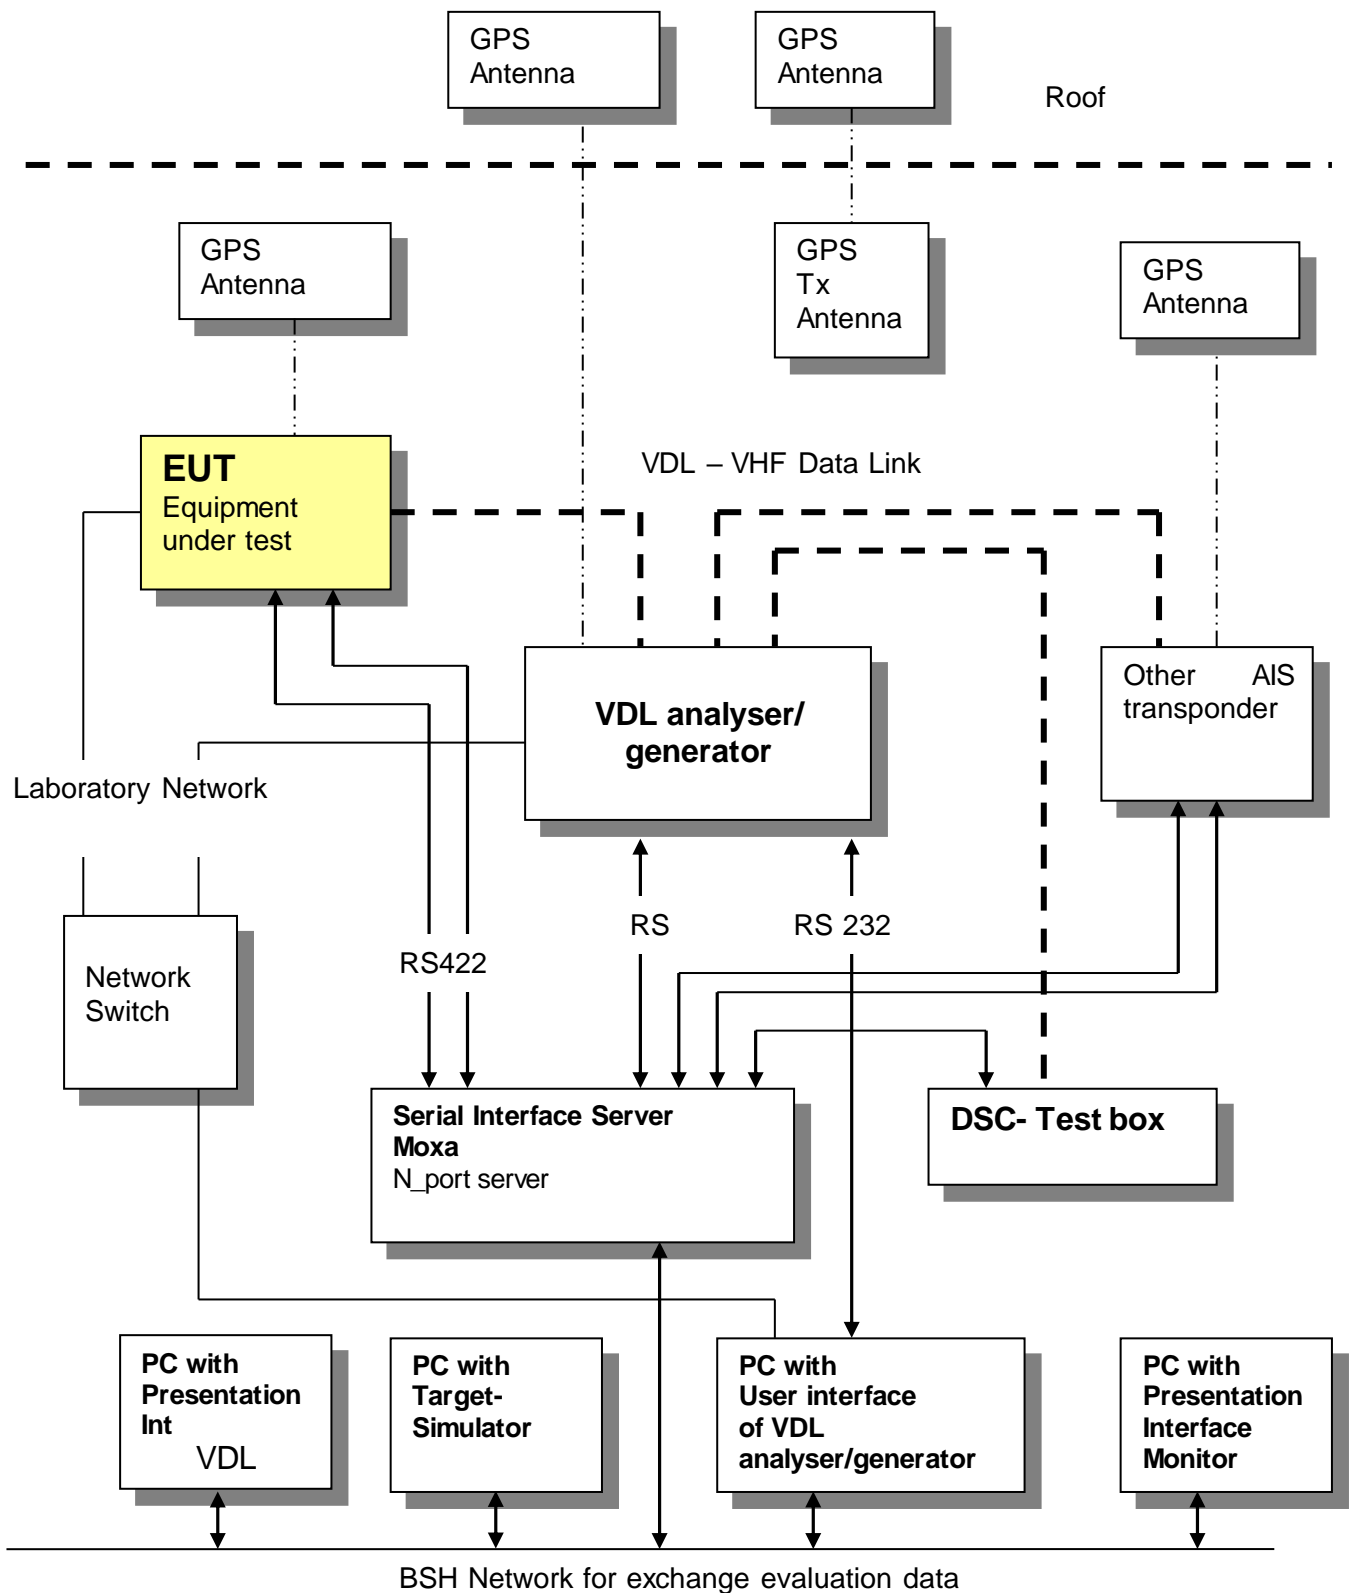 GPS
Antenna
GPS
Antenna
Roof
GPS
Antenna
GPS
Tx
Antenna
GPS
Antenna
EUT
Equipment
under test
VDL – VHF Data Link
VDL analyser/
generator
Other AIS
transponder
Laboratory Network
RS422
RS
RS 232
Network
Switch
Serial Interface Server
Moxa
N_port server
DSC- Test box
PC with
Presentation
Int
VDL
PC with
Target-
Simulator
PC with
User interface
of VDL
analyser/generator
PC with
Presentation
Interface
Monitor
BSH Network for exchange evaluation data